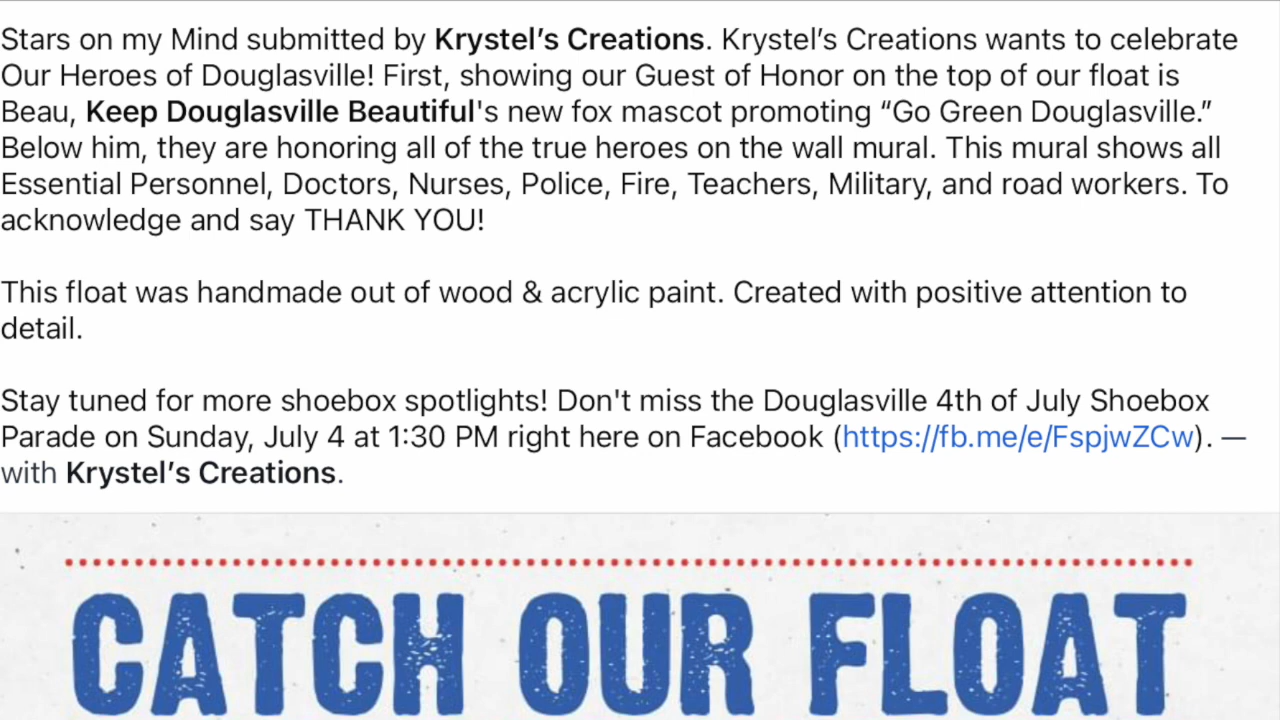 Stars on my Mind submitted by Krystel’s Creations. Krystel’s Creations wants to celebrate
Our Heroes of Douglasville! First, showing our Guest of Honor on the top of our float is
Beau, Keep Douglasville Beautiful's new fox mascot promoting “Go Green Douglasville.”
Below him, they are honoring all of the true heroes on the wall mural. This mural shows all
Essential Personnel, Doctors, Nurses, Police, Fire, Teachers, Military, and road workers. To
acknowledge and say THANK YOU!
This float was handmade out of wood & acrylic paint. Created with positive attention to
detail.
Stay tuned for more shoebox spotlights! Don't miss the Douglasville 4th of July Shoebox
Parade on Sunday, July 4 at 1:30 PM right here on Facebook (https://fb.me/e/FspjwZCw). —
with Krystel’s Creations.
CATCH OUR FLOAT